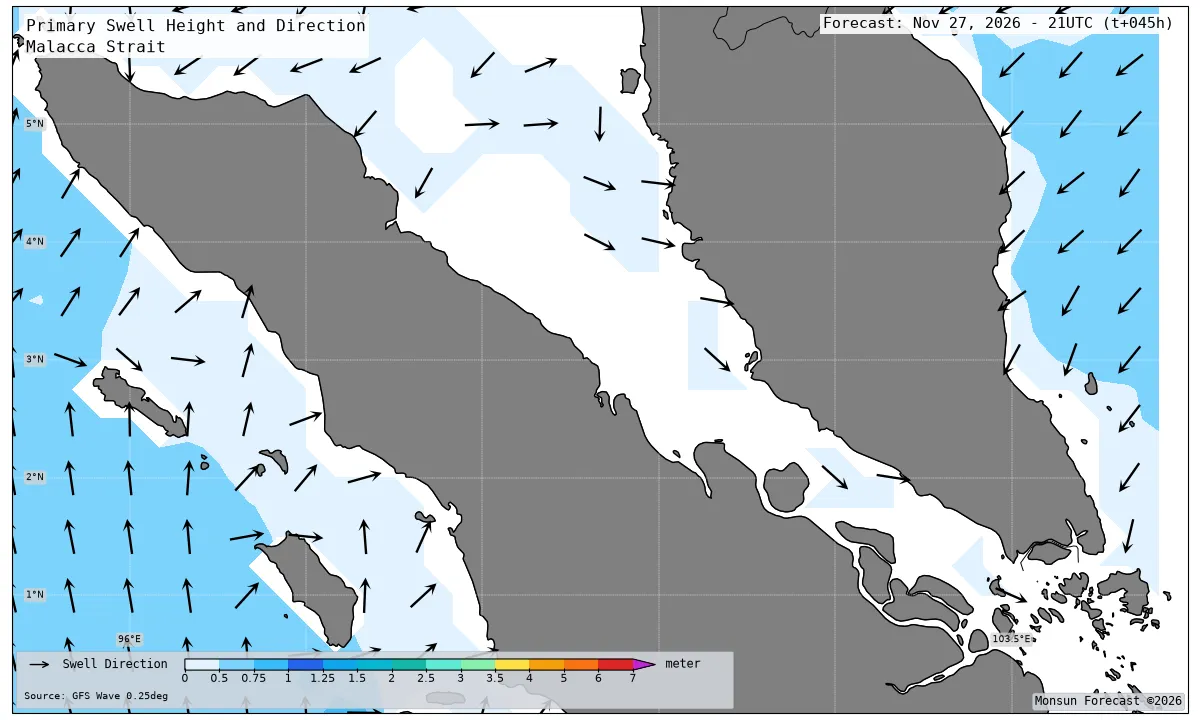 Primary Swell Height and Direction
Malacca Strait
Forecast: Nov 27, 2026 - 21UTC (t+045h)
5°N
4°N
3°N
2°N
1°N
96°E
103.5°E
Swell Direction
0 0.5 0.75 1 1.25 1.5 2 2.5 3 3.5 4 5 6 7
meter
Source: GFS Wave 0.25deg
Monsun Forecast ©2026